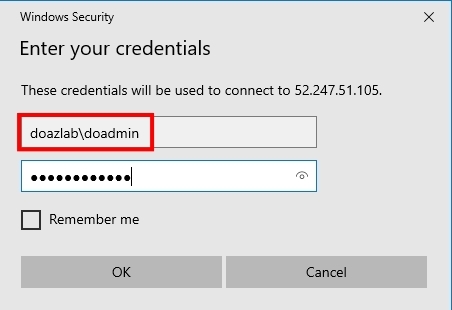 Windows Security
Enter your credentials
These credentials will be used to connect to 52.247.51.105.
doazlab\doadmin
●●●●●●●●●●●●
Remember me
OK
Cancel